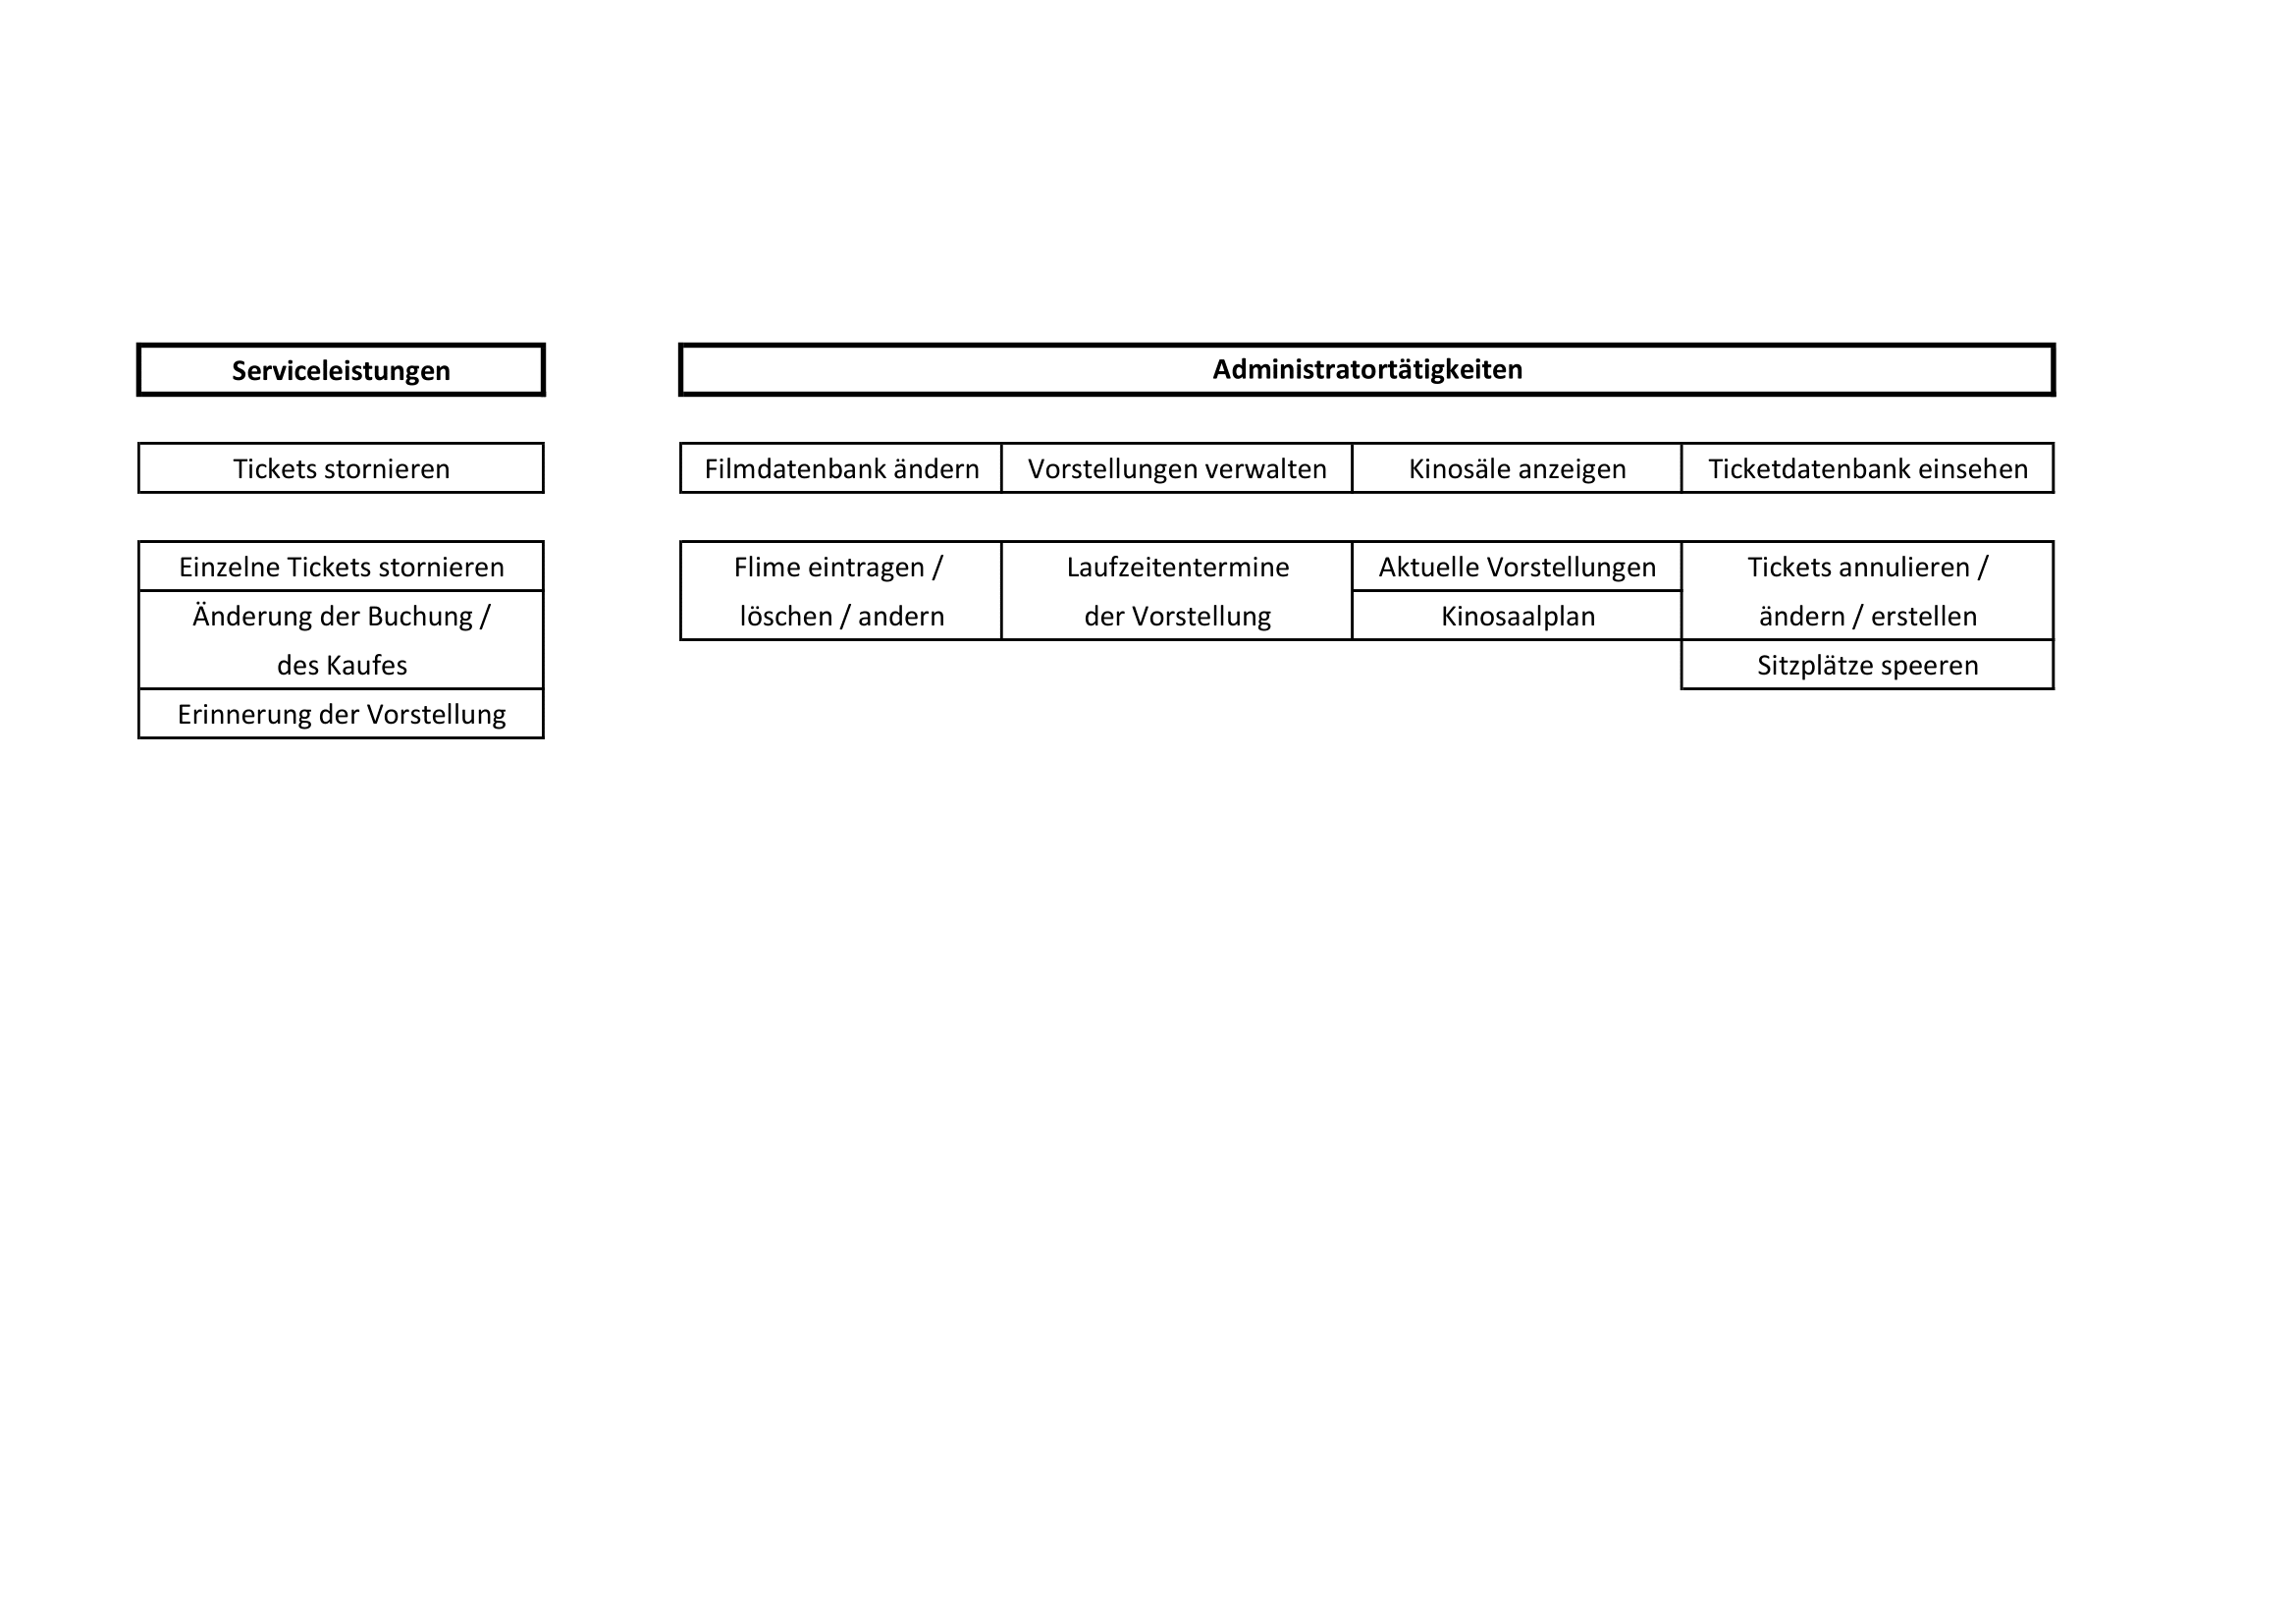 Serviceleistungen
Administratortätigkeiten
Tickets stornieren
Filmdatenbank ändern
Vorstellungen verwalten
Kinosäle anzeigen
Ticketdatenbank einsehen
Einzelne Tickets stornieren
Änderung der Buchung /
des Kaufes
Erinnerung der Vorstellung
Flime eintragen /
löschen / andern
Laufzeitentermine
der Vorstellung
Aktuelle Vorstellungen
Kinosaalplan
Tickets annulieren /
ändern / erstellen
Sitzplätze speeren